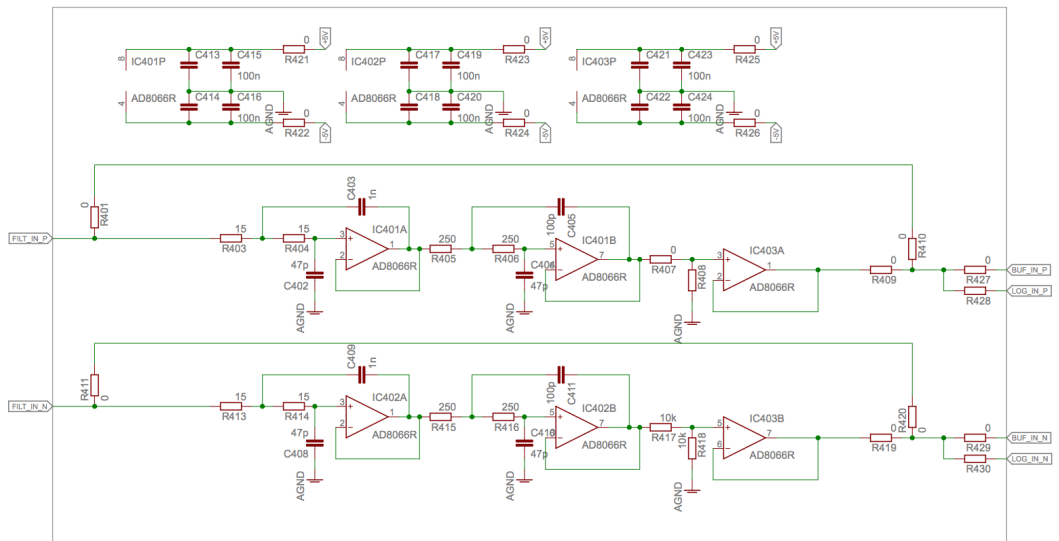 0
+5V
0
+5V
0
+5V
8
IC401P
C413
C415
R421
8
IC402P
C417
C419
R423
8
IC403P
C421
C423
R425
100n
100n
100n
4
AD8066R
C414
C416
AGND
0
-5V
4
AD8066R
C418
C420
AGND
0
-5V
4
AD8066R
C422
C424
AGND
0
-5V
100n
R422
100n
R424
100n
R426
0
R401
C403
1n
100p
C405
FILT_IN_P
15
R403
15
R404
3
2
IC401A
1
AD8066R
250
R405
250
R406
5
6
IC401B
7
AD8066R
0
R407
R408
3
2
IC403A
1
AD8066R
0
R409
0
R410
0
R427
BUF_IN_P
R428
LOG_IN_P
47p
C402
AGND
C406
47p
AGND
AGND
R411
0
C409
1n
100p
C411
FILT_IN_N
15
R413
15
R414
3
2
IC402A
1
AD8066R
250
R415
250
R416
5
IC402B
7
AD8066R
10k
R417
10k
R418
5
6
IC403B
7
AD8066R
0
R419
R420
0
0
R429
BUF_IN_N
R430
LOG_IN_N
47p
C408
AGND
C410
47p
AGND
AGND